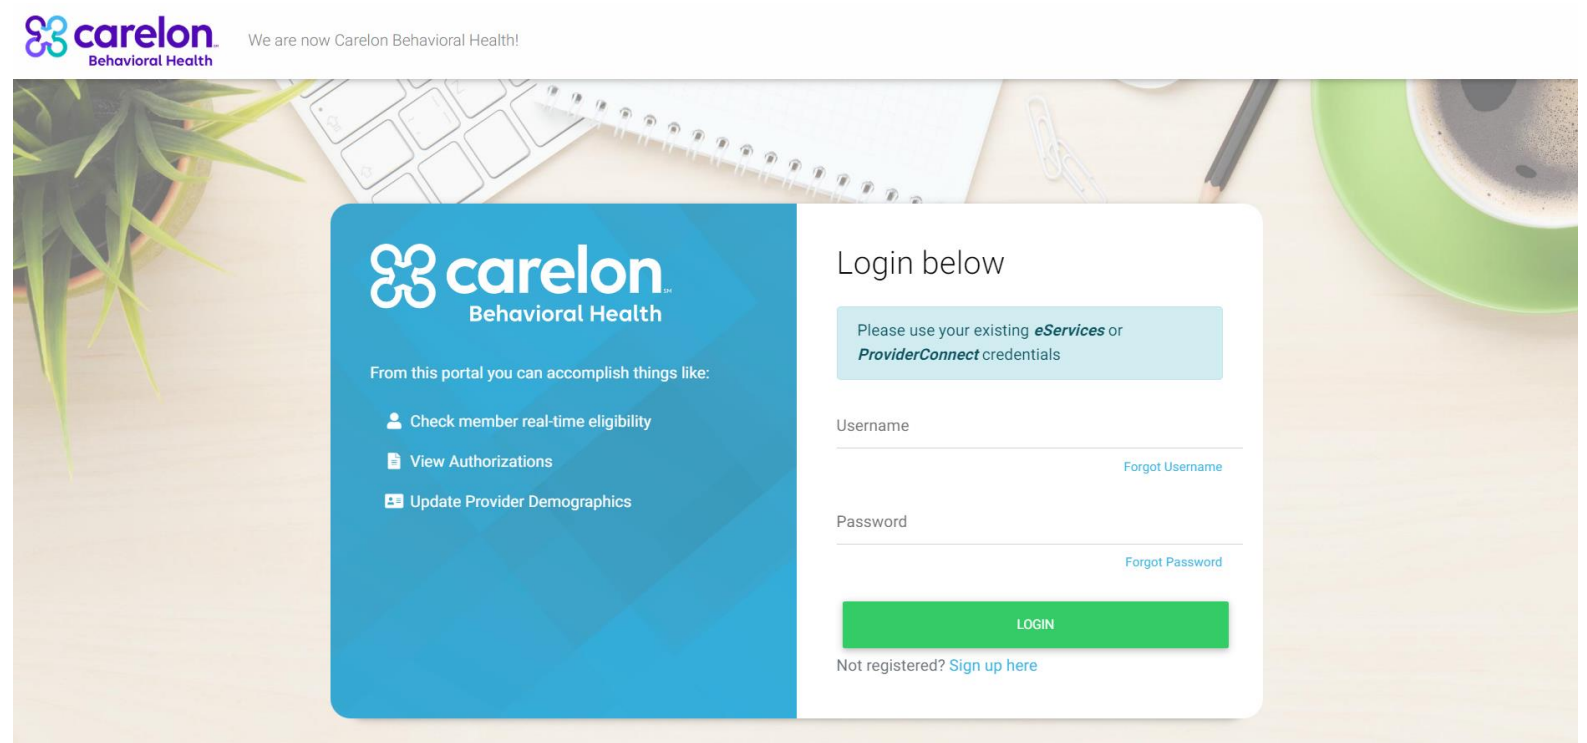 carelon
Behavioral Health
We are now Carelon Behavioral Health!
carelon
SM
Behavioral Health
From this portal you can accomplish things like:
Check member real-time eligibility
View Authorizations
Update Provider Demographics
Login below
Please use your existing eServices or
ProviderConnect credentials
Username
Forgot Username
Password
Forgot Password
LOGIN
Not registered? Sign up here